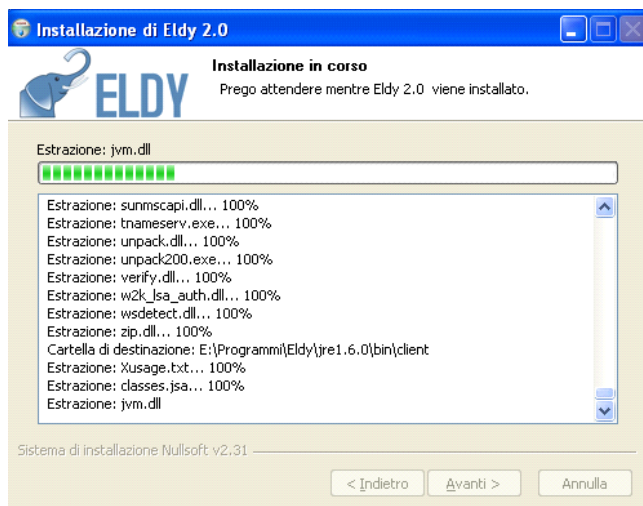 Installazione di Eldy 2.0
ELDY
Installazione in corso
Prego attendere mentre Eldy 2.0 viene installato.
Estrazione: jvm.dll
Estrazione: sunmscapi.dll... 100%
Estrazione: tnameserv.exe... 100%
Estrazione: unpack.dll... 100%
Estrazione: unpack200.exe... 100%
Estrazione: verify.dll... 100%
Estrazione: w2k_lsa_auth.dll... 100%
Estrazione: wsdetect.dll... 100%
Estrazione: zip.dll... 100%
Cartella di destinazione: E:\Programmi\Eldy\jre1.6.0\bin\client
Estrazione: Xusage.txt... 100%
Estrazione: classes.jsa... 100%
Estrazione: jvm.dll
Sistema di installazione Nullsoft v2.31
< Indietro
Avanti >
Annulla